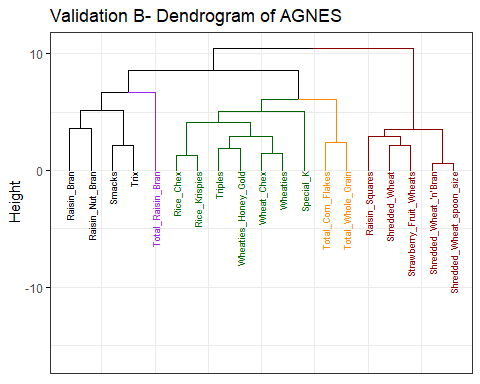 Validation B- Dendrogram of AGNES
Height
10
0
-10
Raisin_Bran
Raisin_Nut_Bran
Smacks
Trix
Total_Raisin_Bran
Rice_Chex
Rice_Krispies
Triples
Wheaties_Honey_Gold
Wheat_Chex
Wheaties
Special_K
Total_Corn_Flakes
Total_Whole_Grain
Raisin_Squares
Shredded_Wheat
Strawberry_Fruit_Wheats
Shredded_Wheat_'n'Bran
Shredded_Wheat_spoon_size